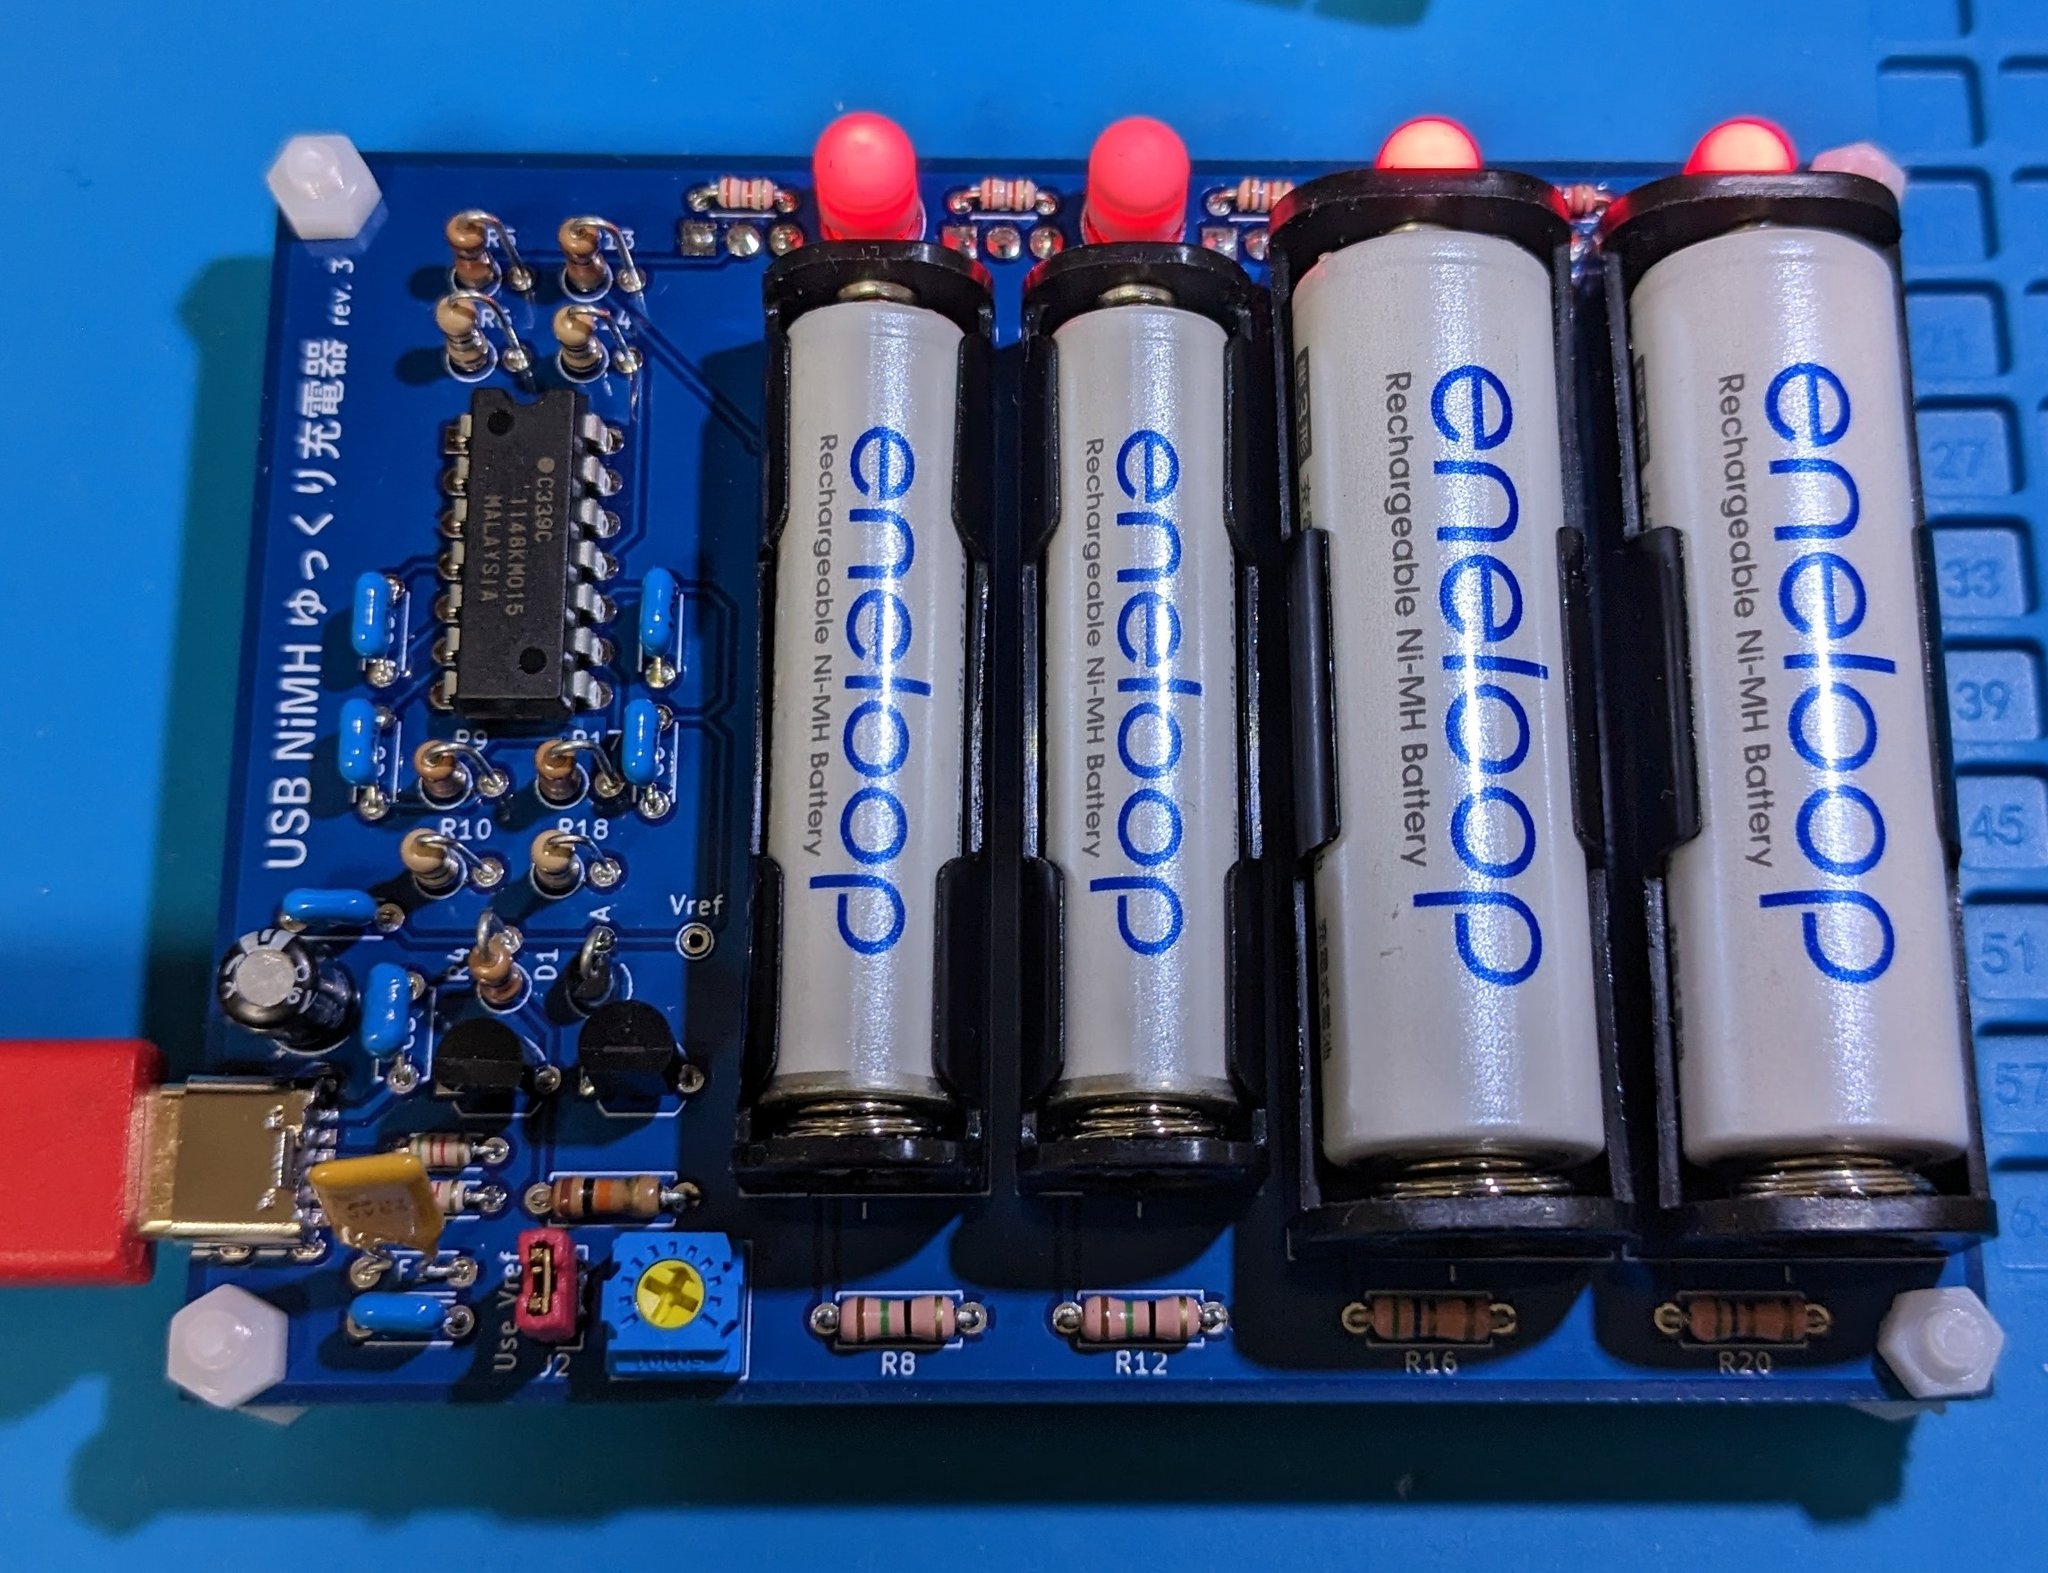 USB NiMH ゆっくり充電器 rev. 3
C339C
1148KM015
MALAYSIA
R9
R17
R10
R18
Vref
R4
D1
A
Use Vref
J2
R8
R12
R16
R20
eneloop
Rechargeable Ni-MH Battery
eneloop
Rechargeable Ni-MH Battery
eneloop
Rechargeable Ni-MH Battery
eneloop
Rechargeable Ni-MH Battery
27
33
39
45
51
57